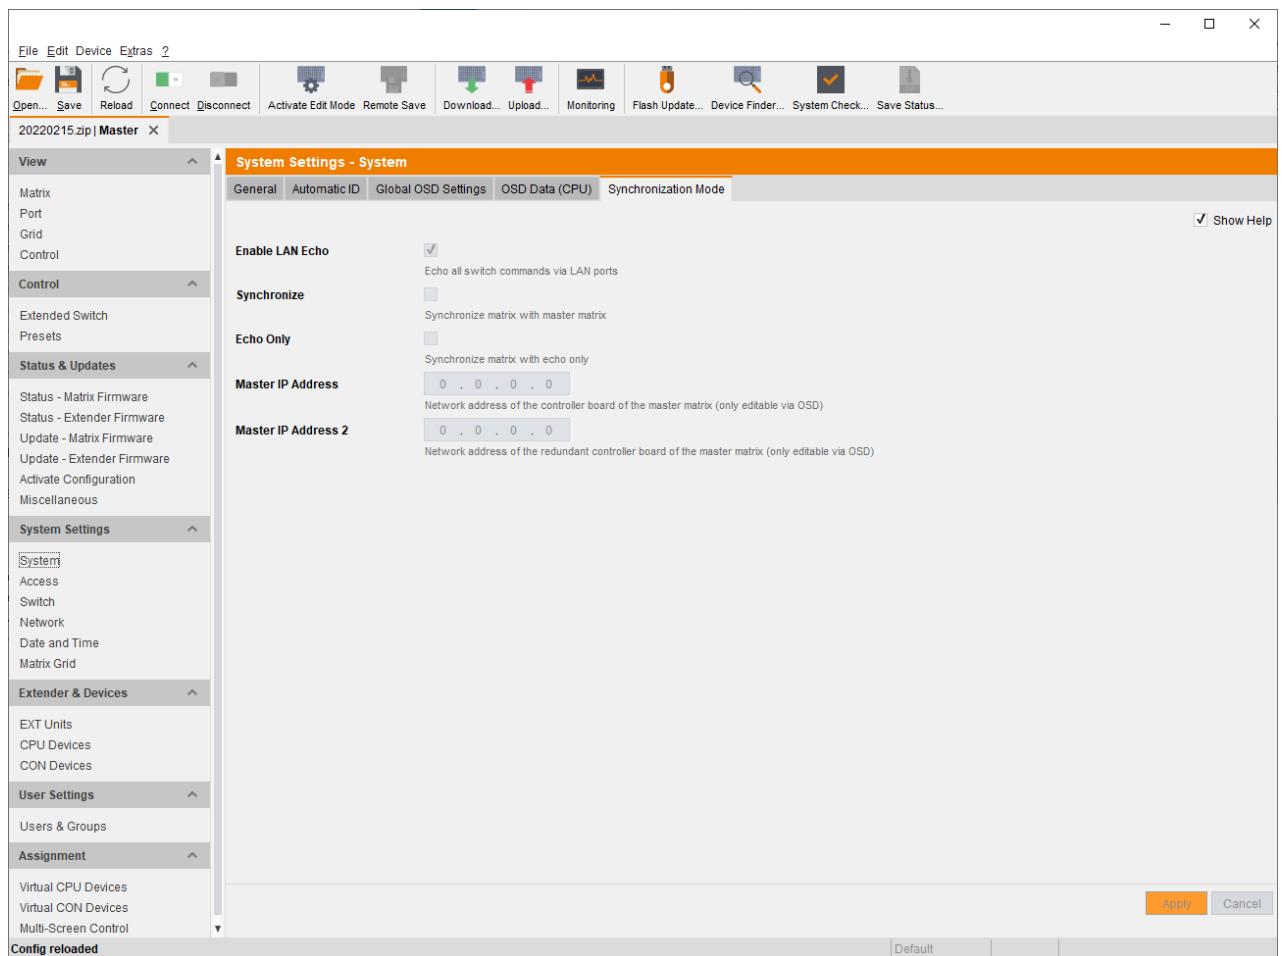 File Edit Device Extras ?
Open... Save Reload Connect Disconnect Activate Edit Mode Remote Save Download... Upload... Monitoring Flash Update... Device Finder... System Check... Save Status...
20220215.zip | Master
View
Matrix
Port
Grid
Control
Control
Extended Switch
Presets
Status & Updates
Status - Matrix Firmware
Status - Extender Firmware
Update - Matrix Firmware
Update - Extender Firmware
Activate Configuration
Miscellaneous
System Settings
System
Access
Switch
Network
Date and Time
Matrix Grid
Extender & Devices
EXT Units
CPU Devices
CON Devices
User Settings
Users & Groups
Assignment
Virtual CPU Devices
Virtual CON Devices
Multi-Screen Control
System Settings - System
General Automatic ID Global OSD Settings OSD Data (CPU) Synchronization Mode
Show Help
Enable LAN Echo
Echo all switch commands via LAN ports
Synchronize
Synchronize matrix with master matrix
Echo Only
Synchronize matrix with echo only
Master IP Address 0 . 0 . 0 . 0
Network address of the controller board of the master matrix (only editable via OSD)
Master IP Address 2 0 . 0 . 0 . 0
Network address of the redundant controller board of the master matrix (only editable via OSD)
Apply Cancel
Config reloaded Default